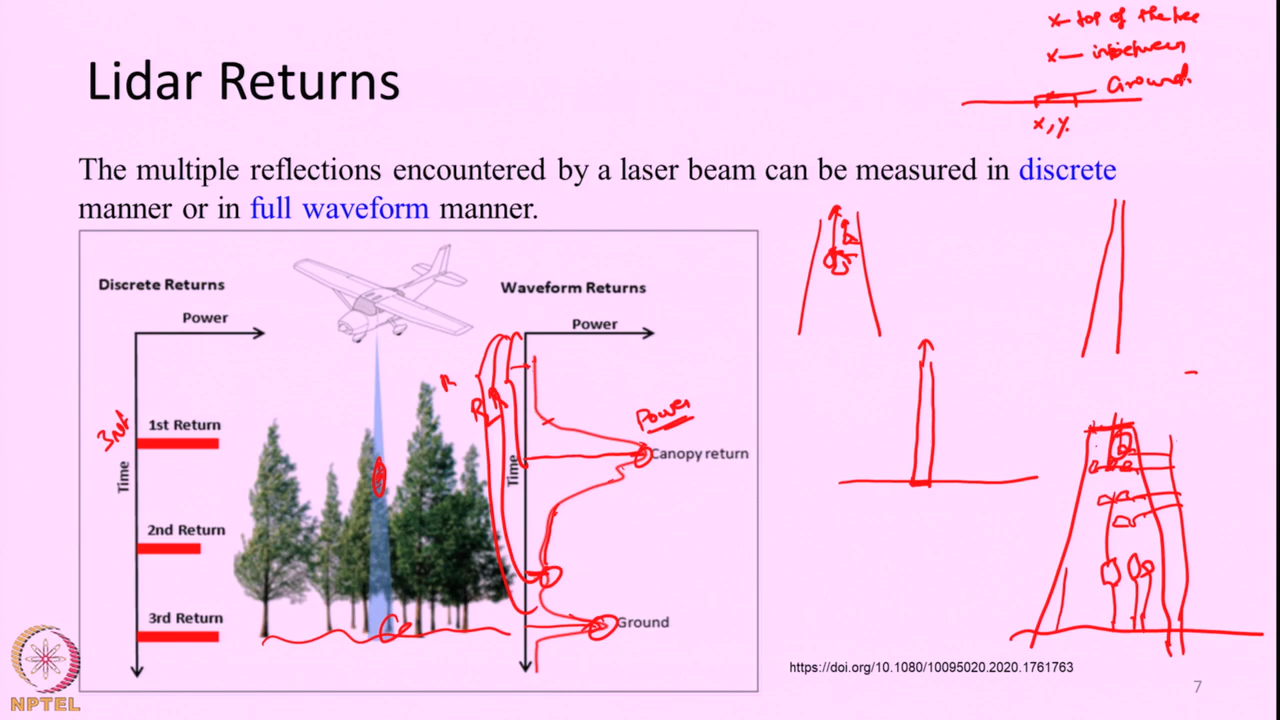 x- top of the tree
x— inbetween
Ground
x, y.
Lidar Returns
The multiple reflections encountered by a laser beam can be measured in discrete
manner or in full waveform manner.
Discrete Returns
Power
Waveform Returns
Power
1st Return
2nd Return
3rd Return
Time
Time
R
Power
Canopy return
Ground
https://doi.org/10.1080/10095020.2020.1761763
7
NPTEL